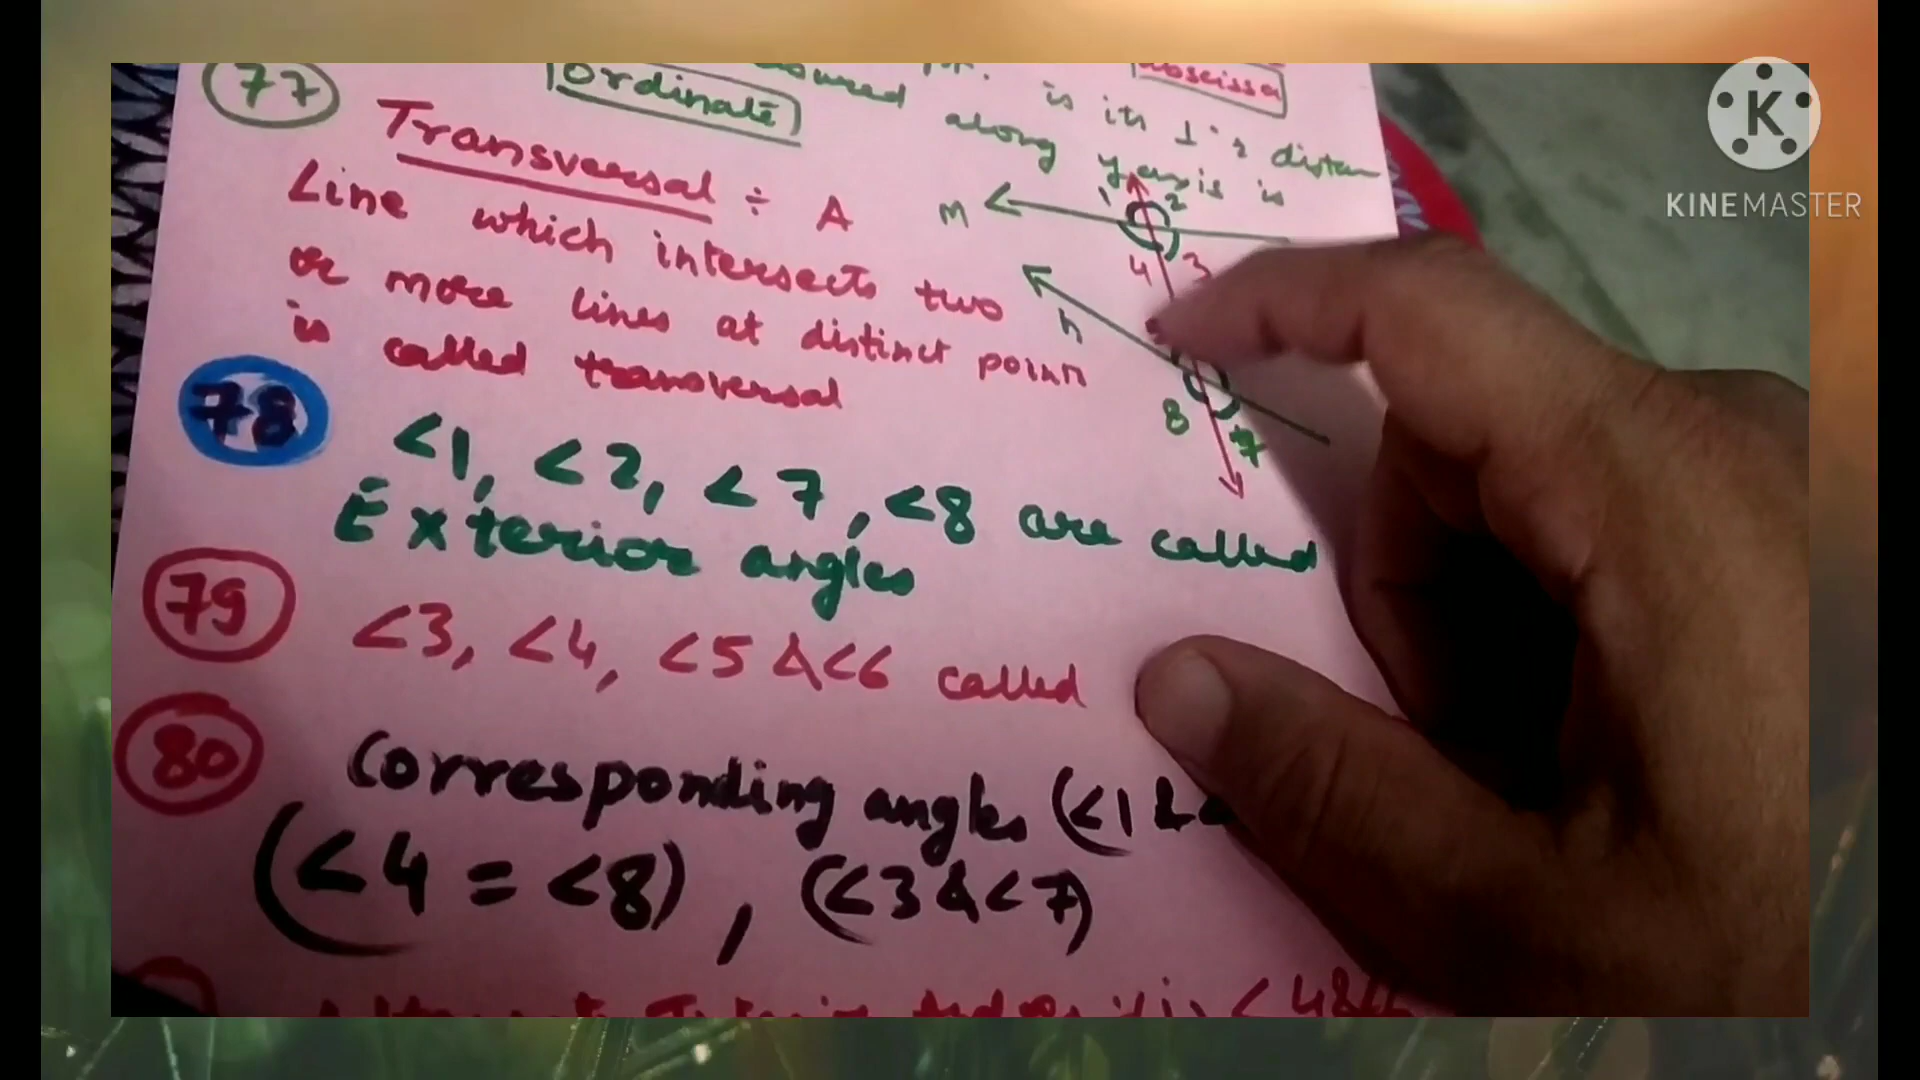 77
ordinate
is its ⊥'r distan
along y axis is
Transversal ÷ A
Line which intersects two
or more lines at distinct points
is called transversal
m
1
2
4
3
n
8
7
78
<1, <2, <7, <8 are called
Exterior angles
79
<3, <4, <5 & <6 called
80
Corresponding angles (<1 &
(<4 = <8), (<3 & <7)
K
KINEMASTER